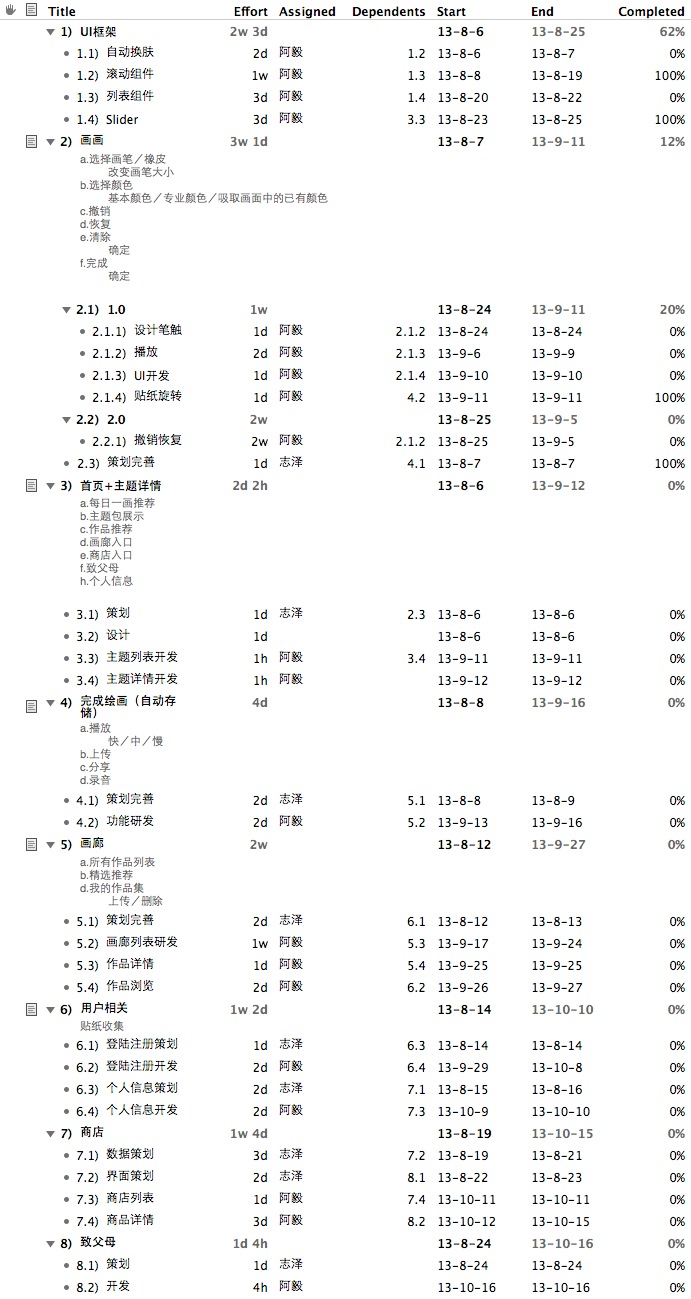 Title Effort Assigned Dependents Start End Completed
1) UI框架 2w 3d 13-8-6 13-8-25 62%
1.1) 自动换肤 2d 阿毅 1.2 13-8-6 13-8-7 0%
1.2) 滚动组件 1w 阿毅 1.3 13-8-8 13-8-19 100%
1.3) 列表组件 3d 阿毅 1.4 13-8-20 13-8-22 0%
1.4) Slider 3d 阿毅 3.3 13-8-23 13-8-25 100%
2) 画画 3w 1d 13-8-7 13-9-11 12%
a.选择画笔／橡皮
改变画笔大小
b.选择颜色
基本颜色／专业颜色／吸取画面中的已有颜色
c.撤销
d.恢复
e.清除
确定
f.完成
确定
2.1) 1.0 1w 13-8-24 13-9-11 20%
2.1.1) 设计笔触 1d 阿毅 2.1.2 13-8-24 13-8-24 0%
2.1.2) 播放 2d 阿毅 2.1.3 13-9-6 13-9-9 0%
2.1.3) UI开发 1d 阿毅 2.1.4 13-9-10 13-9-10 0%
2.1.4) 贴纸旋转 1d 阿毅 4.2 13-9-11 13-9-11 100%
2.2) 2.0 2w 13-8-25 13-9-5 0%
2.2.1) 撤销恢复 2w 阿毅 2.1.2 13-8-25 13-9-5 0%
2.3) 策划完善 1d 志泽 4.1 13-8-7 13-8-7 100%
3) 首页+主题详情 2d 2h 13-8-6 13-9-12 0%
a.每日一画推荐
b.主题包展示
c.作品推荐
d.画廊入口
e.商店入口
f.致父母
h.个人信息
3.1) 策划 1d 志泽 2.3 13-8-6 13-8-6 0%
3.2) 设计 1d 13-8-6 13-8-6 0%
3.3) 主题列表开发 1h 阿毅 3.4 13-9-11 13-9-11 0%
3.4) 主题详情开发 1h 阿毅 13-9-12 13-9-12 0%
4) 完成绘画（自动存 4d 13-8-8 13-9-16 0%
储）
a.播放
快／中／慢
b.上传
c.分享
d.录音
4.1) 策划完善 2d 志泽 5.1 13-8-8 13-8-9 0%
4.2) 功能研发 2d 阿毅 5.2 13-9-13 13-9-16 0%
5) 画廊 2w 13-8-12 13-9-27 0%
a.所有作品列表
b.精选推荐
d.我的作品集
上传／删除
5.1) 策划完善 2d 志泽 6.1 13-8-12 13-8-13 0%
5.2) 画廊列表研发 1w 阿毅 5.3 13-9-17 13-9-24 0%
5.3) 作品详情 1d 阿毅 5.4 13-9-25 13-9-25 0%
5.4) 作品浏览 2d 阿毅 6.2 13-9-26 13-9-27 0%
6) 用户相关 1w 2d 13-8-14 13-10-10 0%
贴纸收集
6.1) 登陆注册策划 1d 志泽 6.3 13-8-14 13-8-14 0%
6.2) 登陆注册开发 2d 阿毅 6.4 13-9-29 13-10-8 0%
6.3) 个人信息策划 2d 志泽 7.1 13-8-15 13-8-16 0%
6.4) 个人信息开发 2d 阿毅 7.3 13-10-9 13-10-10 0%
7) 商店 1w 4d 13-8-19 13-10-15 0%
7.1) 数据策划 3d 志泽 7.2 13-8-19 13-8-21 0%
7.2) 界面策划 2d 志泽 8.1 13-8-22 13-8-23 0%
7.3) 商店列表 1d 阿毅 7.4 13-10-11 13-10-11 0%
7.4) 商品详情 3d 阿毅 8.2 13-10-12 13-10-15 0%
8) 致父母 1d 4h 13-8-24 13-10-16 0%
8.1) 策划 1d 志泽 13-8-24 13-8-24 0%
8.2) 开发 4h 阿毅 13-10-16 13-10-16 0%